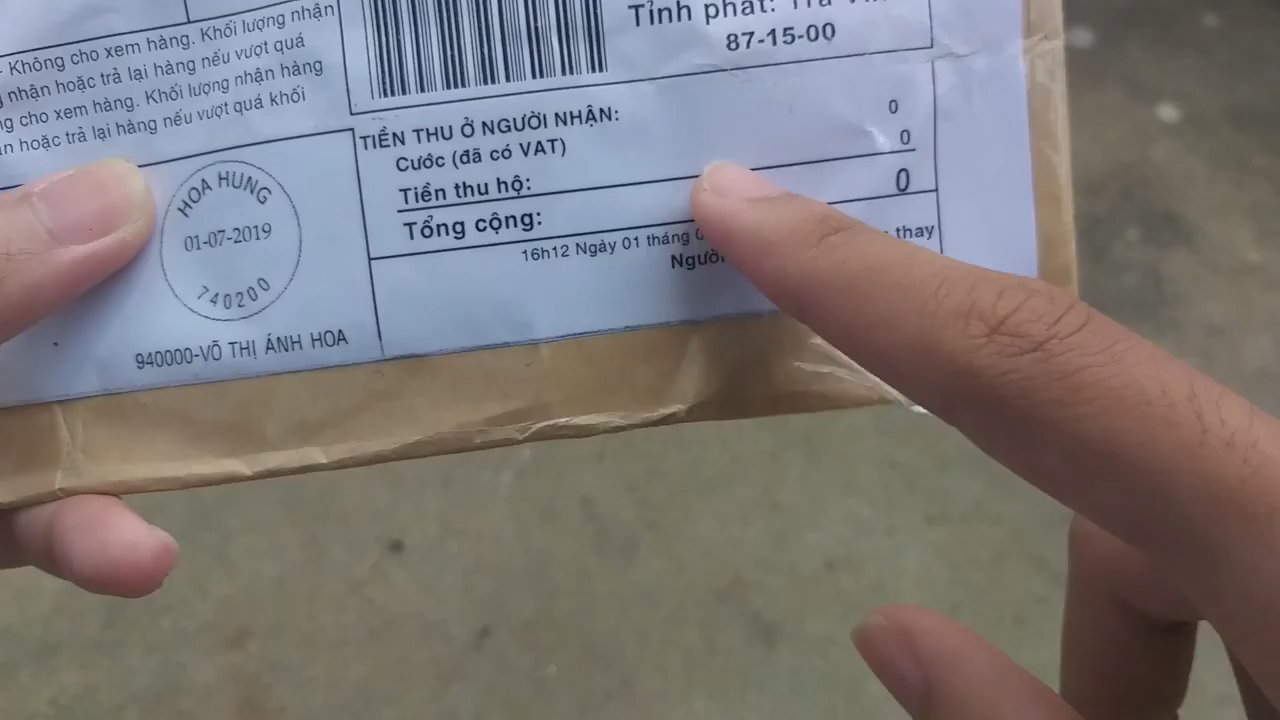 - Không cho xem hàng. Khối lượng nhận
nhận hoặc trả lại hàng nếu vượt quá
cho xem hàng. Khối lượng nhận hàng
hoặc trả lại hàng nếu vượt quá khối
Tỉnh phát:
87-15-00
TIỀN THU Ở NGƯỜI NHẬN: 0
Cước (đã có VAT) 0
Tiền thu hộ:
Tổng cộng: 0
16h12 Ngày 01 tháng thay
HOA HUNG
01-07-2019
740200
940000-VÕ THỊ ÁNH HOA